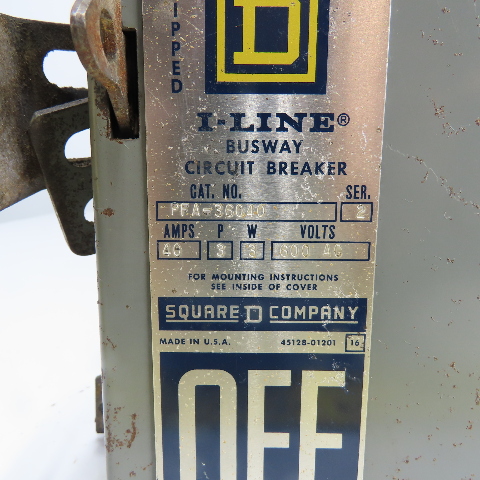 IPPED
D
I-LINE®
BUSWAY
CIRCUIT BREAKER
CAT. NO. SER.
PFA-36040 2
AMPS P W VOLTS
40 3 3 600 AC
FOR MOUNTING INSTRUCTIONS
SEE INSIDE OF COVER
SQUARE D COMPANY
MADE IN U.S.A. 45128-01201 16
OFF